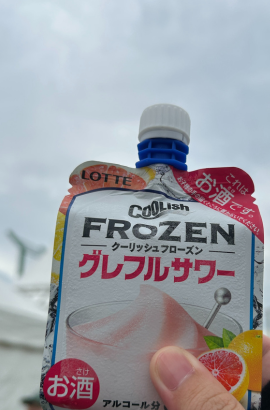 LOTTE
これは
お酒です。
COOLiSH
FROZEN
クーリッシュフローズン
グレフルサワー
さけ
お酒
アルコール分